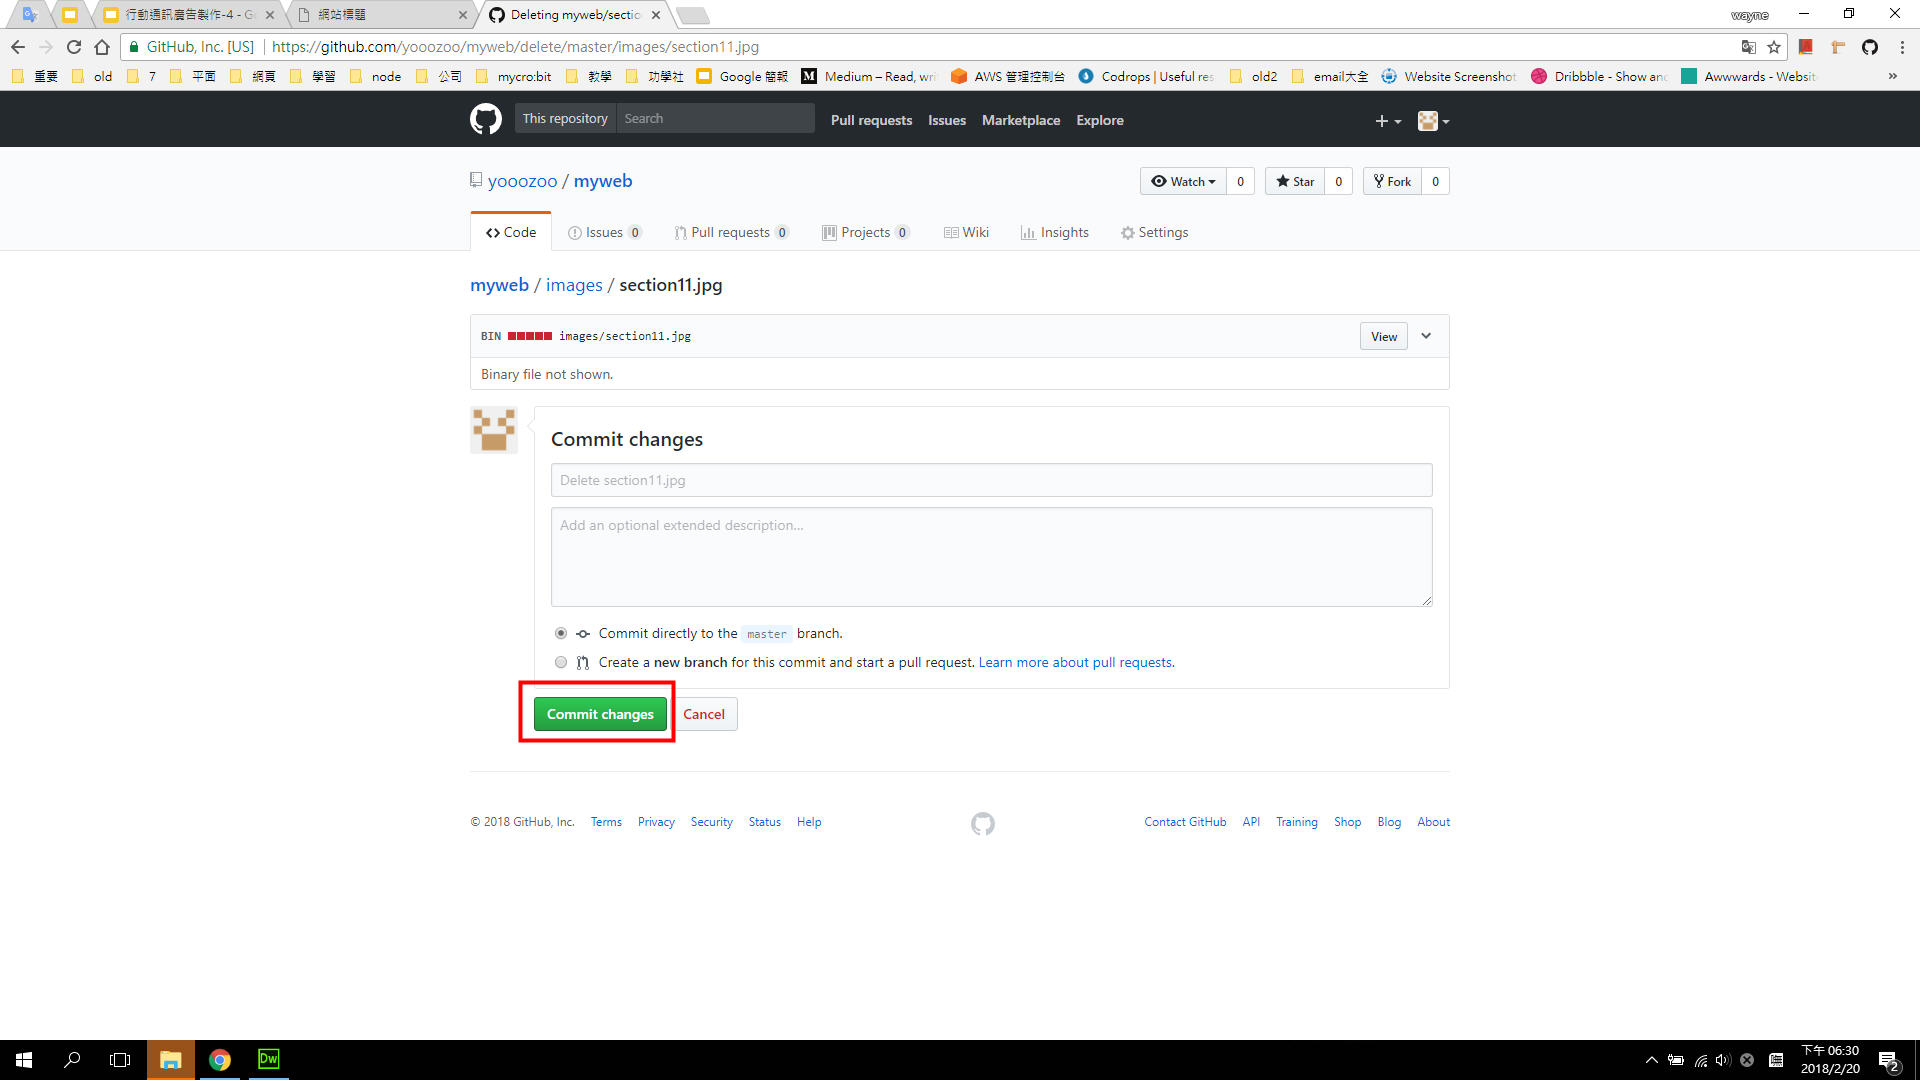 行動通訊廣告製作-4 - Go
網站標題
Deleting myweb/sectio
wayne
GitHub, Inc. [US]
https://github.com/yooozoo/myweb/delete/master/images/section11.jpg
重要
old
7
平面
網頁
學習
node
公司
mycro:bit
教學
功學社
Google 簡報
Medium – Read, wri
AWS 管理控制台
Codrops | Useful res
old2
email大全
Website Screenshot
Dribbble - Show and
Awwwards - Websit
»
This repository
Search
Pull requests
Issues
Marketplace
Explore
yooozoo / myweb
Watch
0
Star
0
Fork
0
Code
Issues 0
Pull requests 0
Projects 0
Wiki
Insights
Settings
myweb / images / section11.jpg
BIN
images/section11.jpg
View
Binary file not shown.
Commit changes
Delete section11.jpg
Add an optional extended description...
Commit directly to the master branch.
Create a new branch for this commit and start a pull request. Learn more about pull requests.
Commit changes
Cancel
© 2018 GitHub, Inc.
Terms
Privacy
Security
Status
Help
Contact GitHub
API
Training
Shop
Blog
About
Dw
下午 06:30
2018/2/20
2